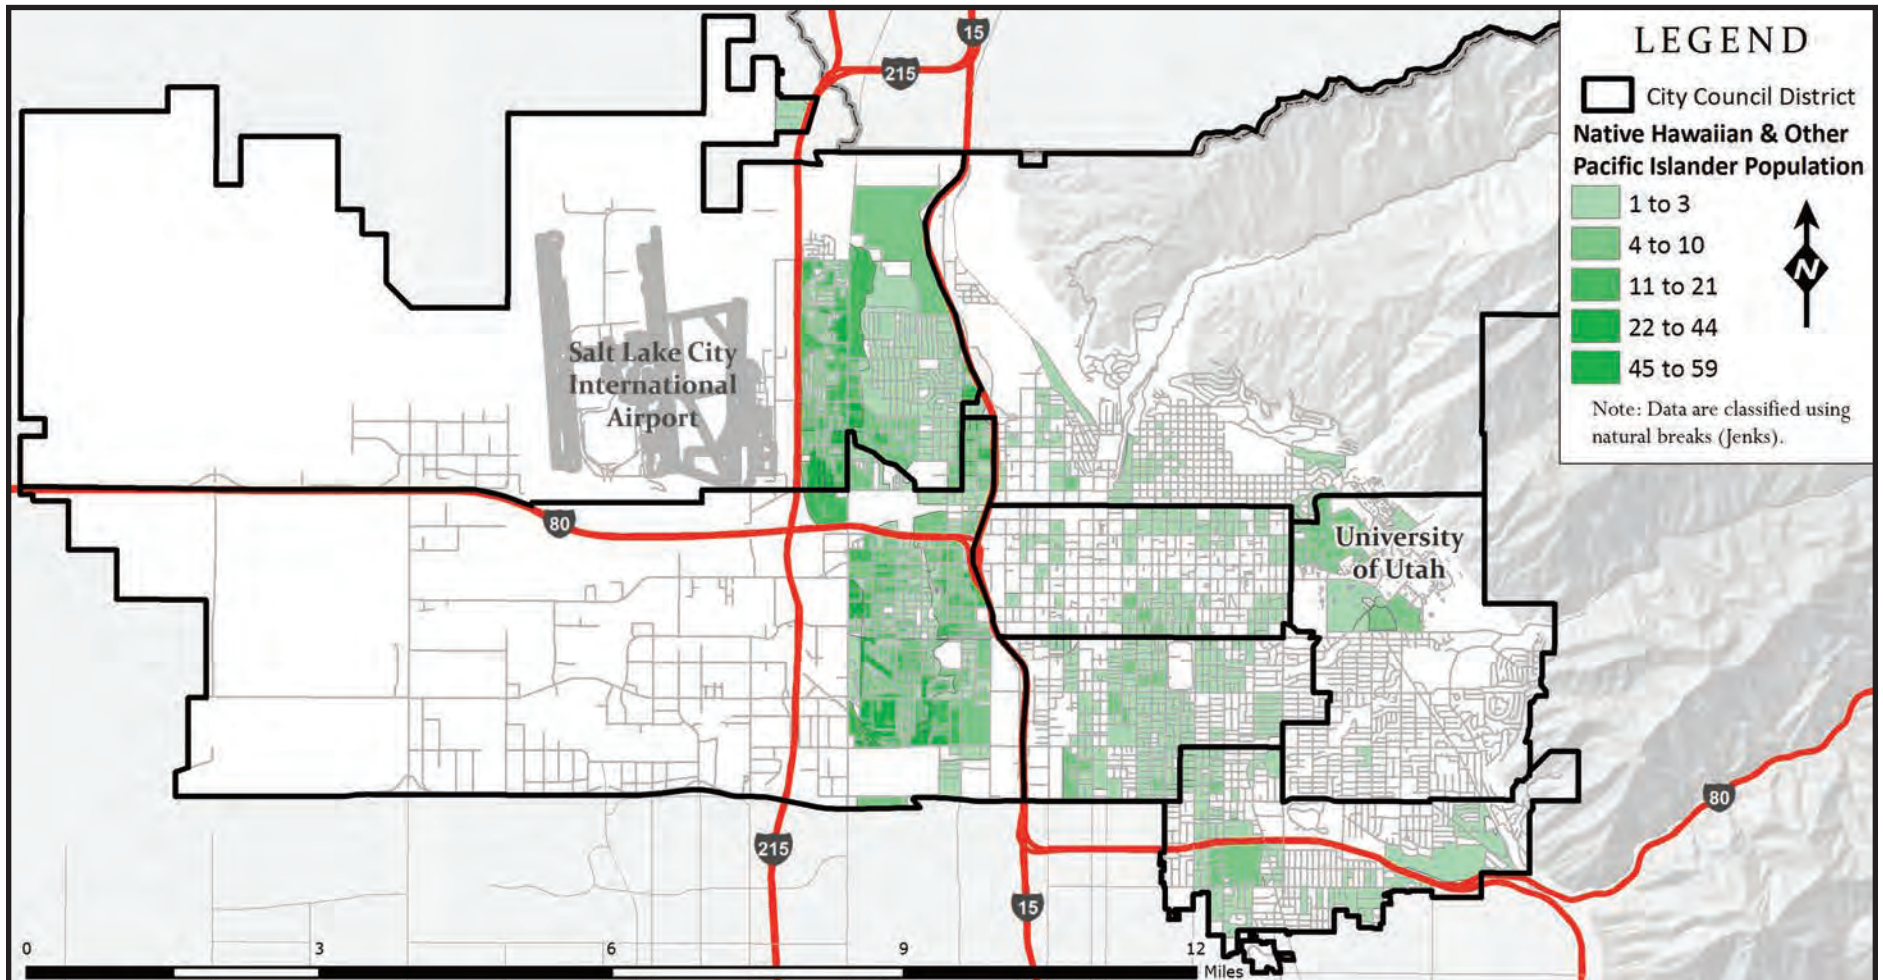 15
215
LEGEND
City Council District
Native Hawaiian & Other
Pacific Islander Population
1 to 3
4 to 10
11 to 21
22 to 44
45 to 59
N
Note: Data are classified using
natural breaks (Jenks).
Salt Lake City
International
Airport
80
University
of Utah
80
215
15
0 3 6 9 12
Miles